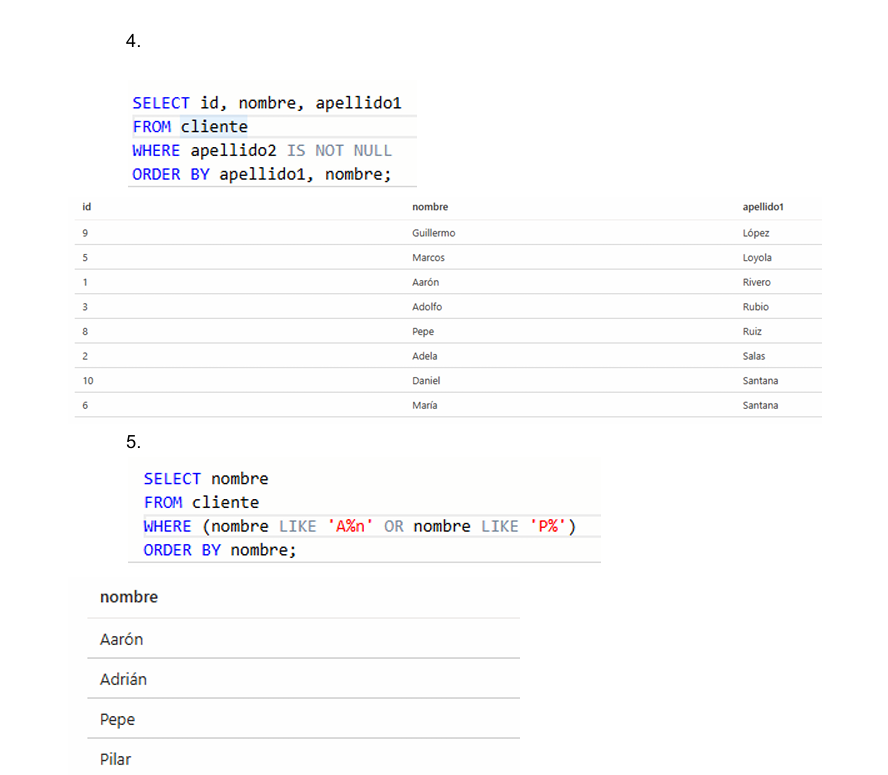 4.
SELECT id, nombre, apellido1
FROM cliente
WHERE apellido2 IS NOT NULL
ORDER BY apellido1, nombre;
id nombre apellido1
9 Guillermo López
5 Marcos Loyola
1 Aarón Rivero
3 Adolfo Rubio
8 Pepe Ruiz
2 Adela Salas
10 Daniel Santana
6 María Santana
5.
SELECT nombre
FROM cliente
WHERE (nombre LIKE 'A%n' OR nombre LIKE 'P%')
ORDER BY nombre;
nombre
Aarón
Adrián
Pepe
Pilar